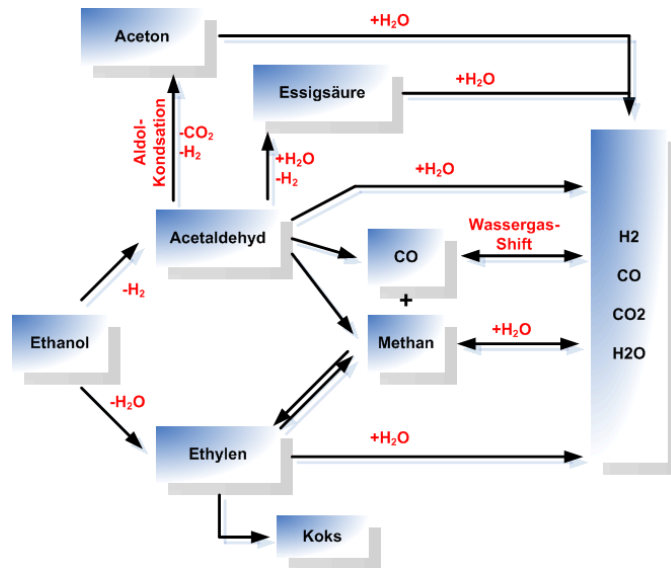 +H₂O
Aceton
+H₂O
Essigsäure
Aldol-
Kondsation
-CO₂
-H₂
+H₂O
-H₂
+H₂O
Acetaldehyd
Wassergas-
Shift
H2
CO
CO
-H₂
+
CO2
Ethanol
Methan
+H₂O
H2O
-H₂O
+H₂O
Ethylen
Koks